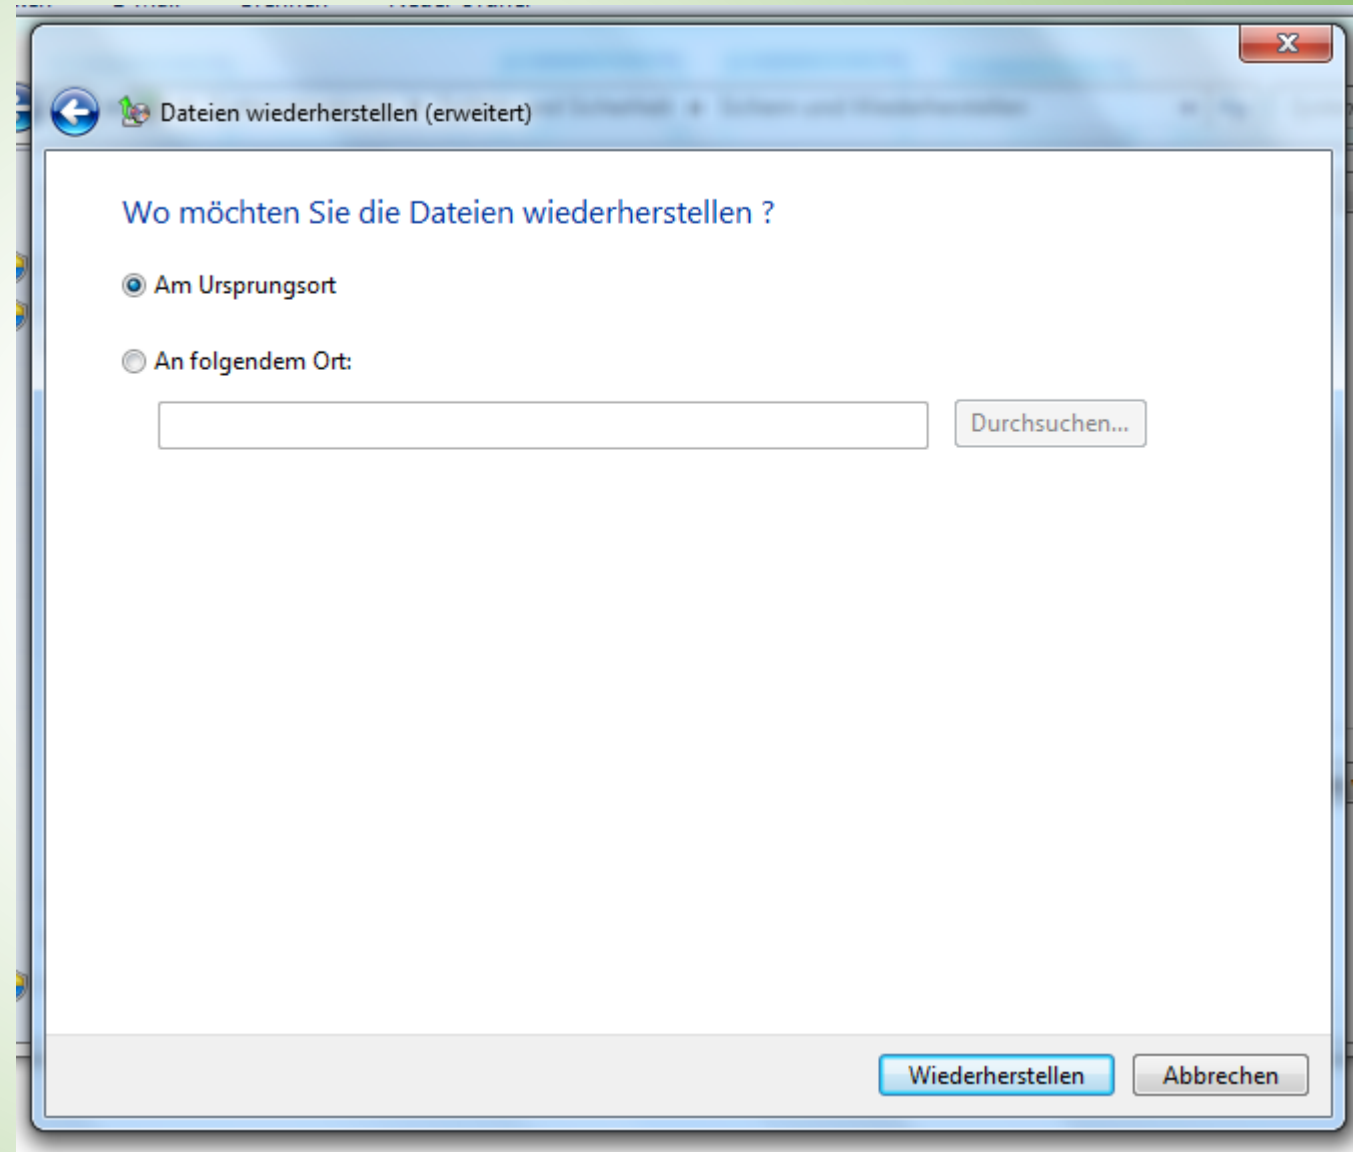 Dateien wiederherstellen (erweitert)
Wo möchten Sie die Dateien wiederherstellen ?
Am Ursprungsort
An folgendem Ort:
Durchsuchen...
Wiederherstellen
Abbrechen